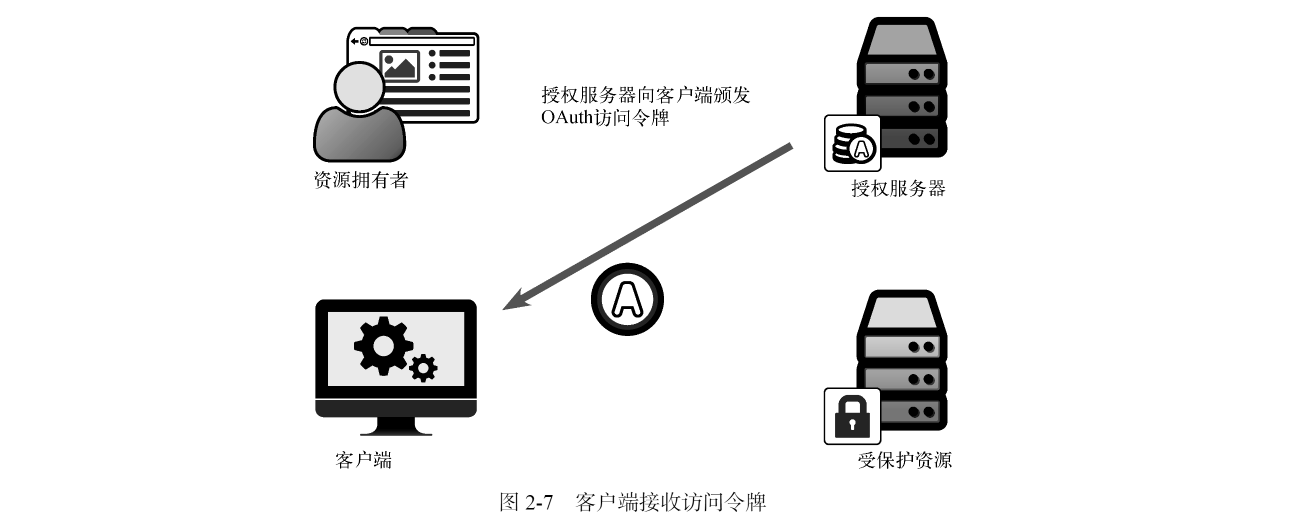 授权服务器向客户端颁发
OAuth访问令牌
资源拥有者
授权服务器
A
A
客户端
受保护资源
图 2-7 客户端接收访问令牌